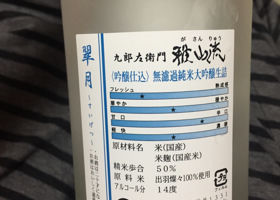 がさんりゅう
九郎左衛門 雅山流
翠月
～すいげつ～
〈吟醸仕込〉無濾過純米大吟醸生詰
フレッシュ 熟成感
華やか 穏やか
甘口 辛口
軽快
原材料名 米(国産)
米麹(国産米)
精米歩合 50%
原料米 出羽燦々100%使用
アルコール分 14度